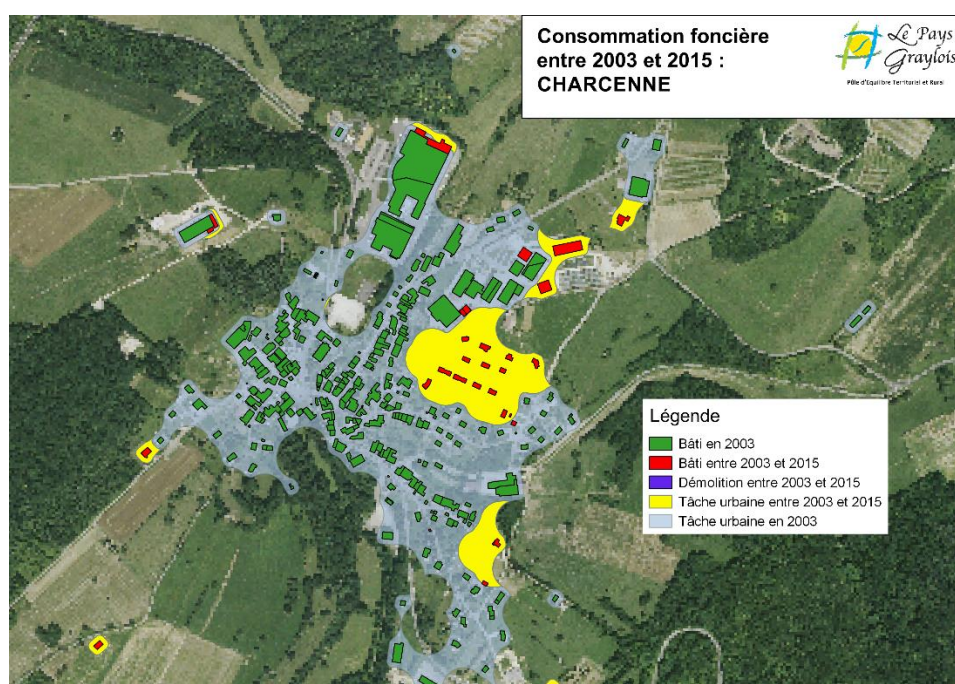 Consommation foncière
entre 2003 et 2015 :
CHARCENNE
Le Pays
Graylois
Pôle d'Equilibre Territorial et Rural
Légende
Bâti en 2003
Bâti entre 2003 et 2015
Démolition entre 2003 et 2015
Tâche urbaine entre 2003 et 2015
Tâche urbaine en 2003